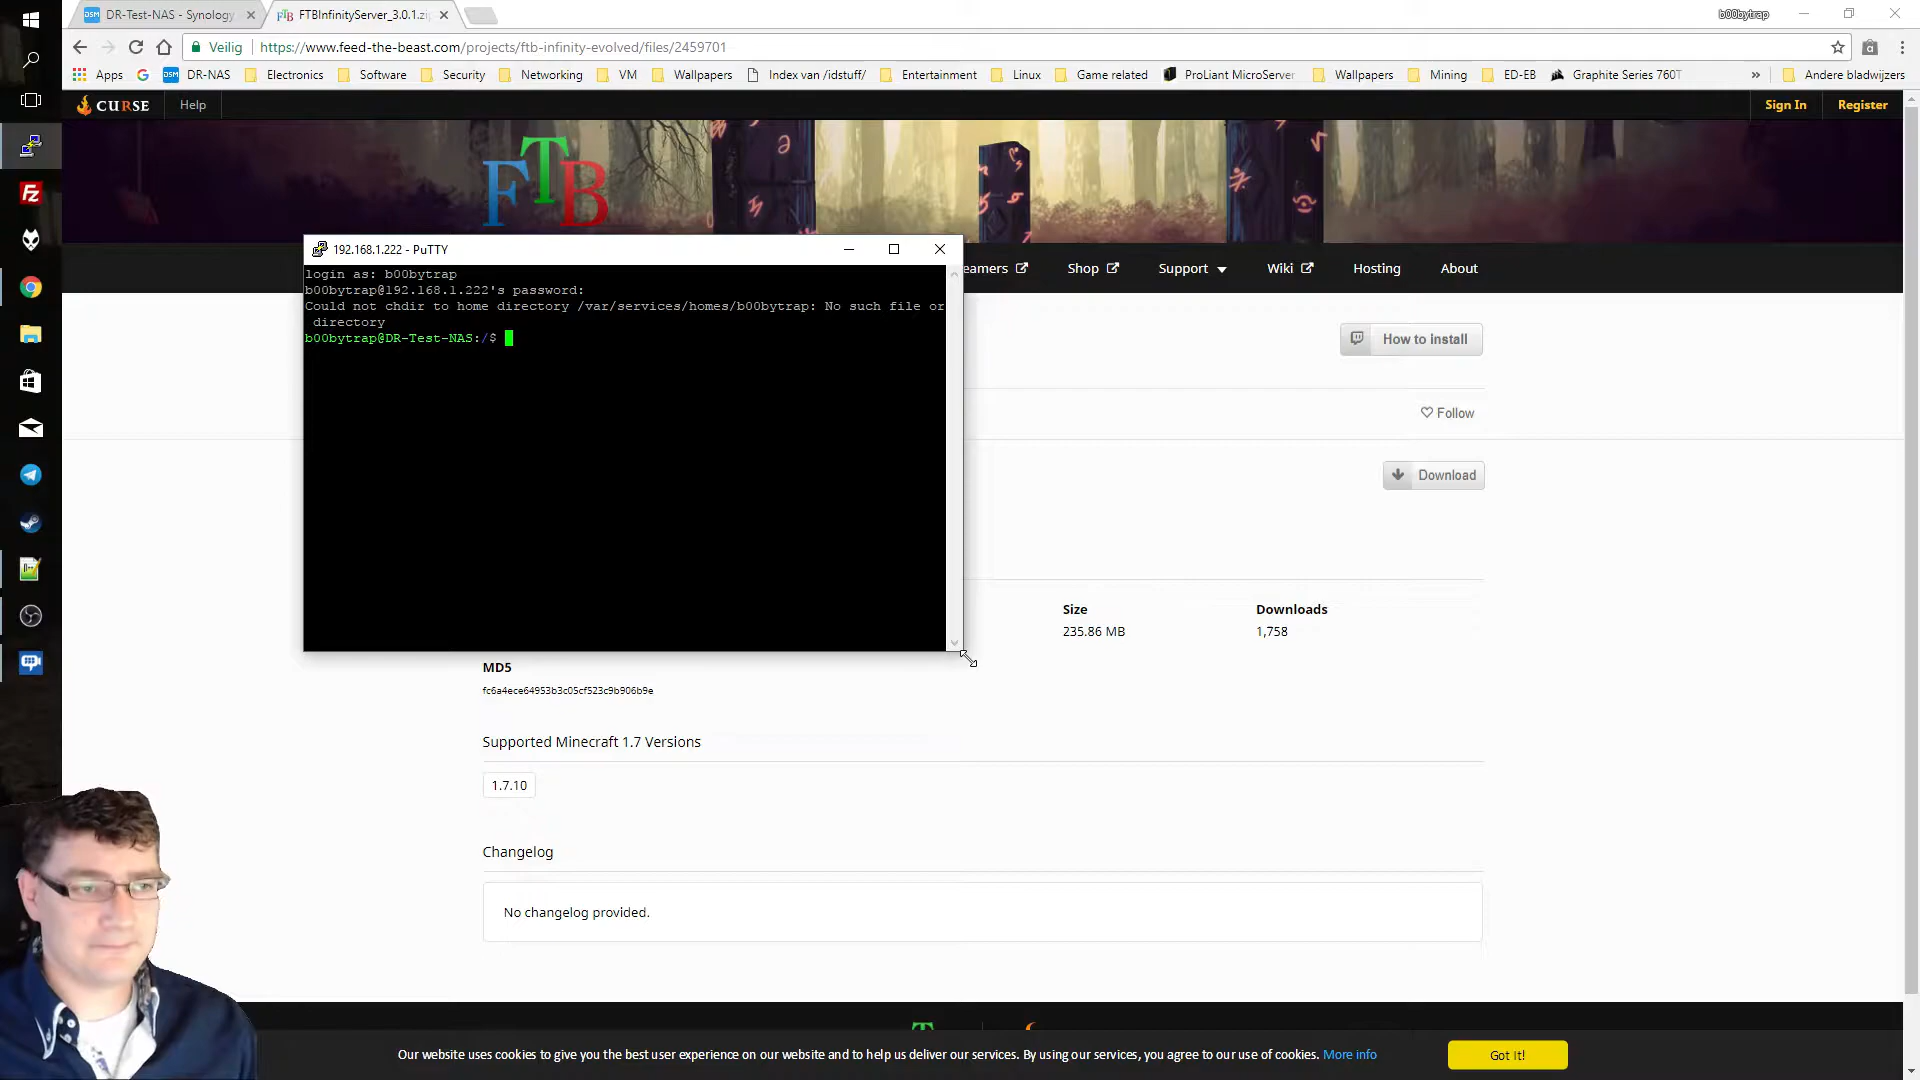 DR-Test-NAS - Synology
FTBInfinityServer_3.0.1.zi
b00bytrap
Veilig
https://www.feed-the-beast.com/projects/ftb-infinity-evolved/files/2459701
Apps
DSM
DR-NAS
Electronics
Software
Security
Networking
VM
Wallpapers
Index van /idstuff/
Entertainment
Linux
Game related
ProLiant MicroServer
Wallpapers
Mining
ED-EB
Graphite Series 760T
»
Andere bladwijzers
CURSE
Help
Sign In
Register
FTB
192.168.1.222 - PuTTY
eamers
Shop
Support
Wiki
Hosting
About
login as: b00bytrap
b00bytrap@192.168.1.222's password:
Could not chdir to home directory /var/services/homes/b00bytrap: No such file or
directory
b00bytrap@DR-Test-NAS:/$
How to install
Follow
Download
Size
Downloads
235.86 MB
1,758
MD5
fc6a4ece64953b3c05cf523c9b906b9e
Supported Minecraft 1.7 Versions
1.7.10
Changelog
No changelog provided.
Our website uses cookies to give you the best user experience on our website and to help us deliver our services. By using our services, you agree to our use of cookies. More info
Got It!